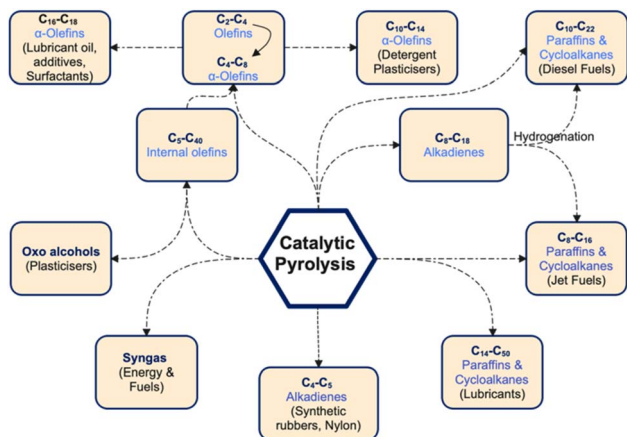 C₁₆–C₁₈
α-Olefins
(Lubricant oil,
additives,
Surfactants)
C₂–C₄
Olefins
C₄–C₈
α-Olefins
C₁₀–C₁₄
α-Olefins
(Detergent
Plasticisers)
C₁₀–C₂₂
Paraffins &
Cycloalkanes
(Diesel Fuels)
C₅–C₄₀
Internal olefins
C₈–C₁₈
Alkadienes
Hydrogenation
Oxo alcohols
(Plasticisers)
Catalytic
Pyrolysis
C₈–C₁₆
Paraffins &
Cycloalkanes
(Jet Fuels)
Syngas
(Energy &
Fuels)
C₄–C₅
Alkadienes
(Synthetic
rubbers, Nylon)
C₁₄–C₅₀
Paraffins &
Cycloalkanes
(Lubricants)